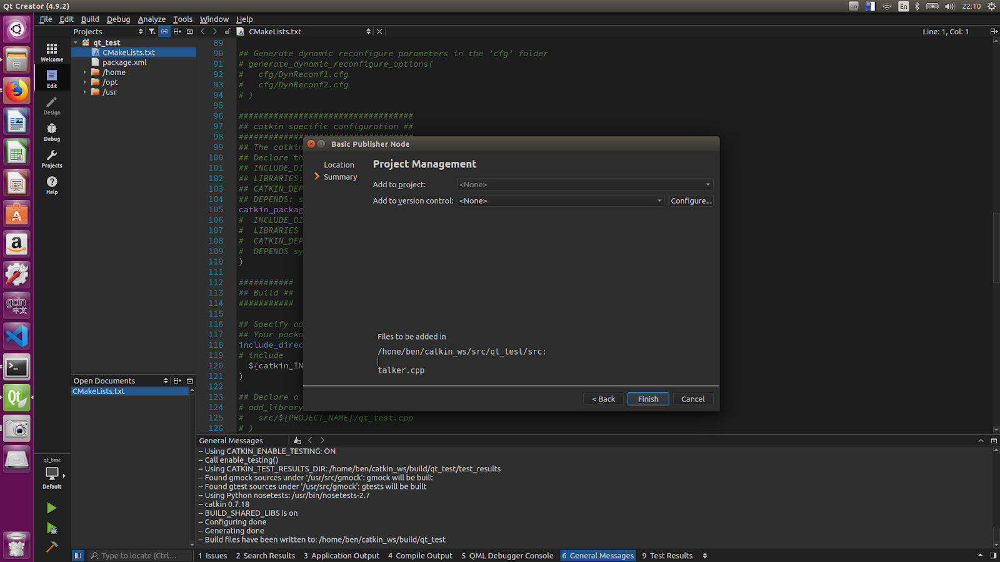 Qt Creator (4.9.2)
En
En
22:10
File Edit Build Debug Analyze Tools Window Help
Projects
CMakeLists.txt
Line: 1, Col: 1
Welcome
Edit
Design
Debug
Projects
Help
qt_test
CMakeLists.txt
package.xml
/home
/opt
/usr
89
90 ## Generate dynamic reconfigure parameters in the 'cfg' folder
91 # generate_dynamic_reconfigure_options(
92 #   cfg/DynReconf1.cfg
93 #   cfg/DynReconf2.cfg
94 # )
95
96 ###################################
97 ## catkin specific configuration ##
98 ###################################
99 ## The catkin
100 ## Declare th
101 ## INCLUDE_DI
102 ## LIBRARIES:
103 ## CATKIN_DEP
104 ## DEPENDS: s
105 catkin_packag
106 #  INCLUDE_DI
107 #  LIBRARIES
108 #  CATKIN_DEP
109 #  DEPENDS sy
110 )
111
112 ###########
113 ## Build ##
114 ###########
115
116 ## Specify ad
117 ## Your packa
118 include_direc
119 # include
120   ${catkin_IN
121 )
122
123 ## Declare a
124 # add_library
125 #   src/${PROJECT_NAME}/qt_test.cpp
126 # )
Basic Publisher Node
Location
Summary
Project Management
Add to project: <None>
Add to version control: <None> Configure...
Files to be added in
/home/ben/catkin_ws/src/qt_test/src:
talker.cpp
< Back Finish Cancel
gcin
中文
Qt
Open Documents
CMakeLists.txt
qt_test
Default
General Messages
-- Using CATKIN_ENABLE_TESTING: ON
-- Call enable_testing()
-- Using CATKIN_TEST_RESULTS_DIR: /home/ben/catkin_ws/build/qt_test/test_results
-- Found gmock sources under '/usr/src/gmock': gmock will be built
-- Found gtest sources under '/usr/src/gmock': gtests will be built
-- Using Python nosetests: /usr/bin/nosetests-2.7
-- catkin 0.7.18
-- BUILD_SHARED_LIBS is on
-- Configuring done
-- Generating done
-- Build files have been written to: /home/ben/catkin_ws/build/qt_test
Type to locate (Ctrl...
1 Issues 2 Search Results 3 Application Output 4 Compile Output 5 QML Debugger Console 6 General Messages 9 Test Results